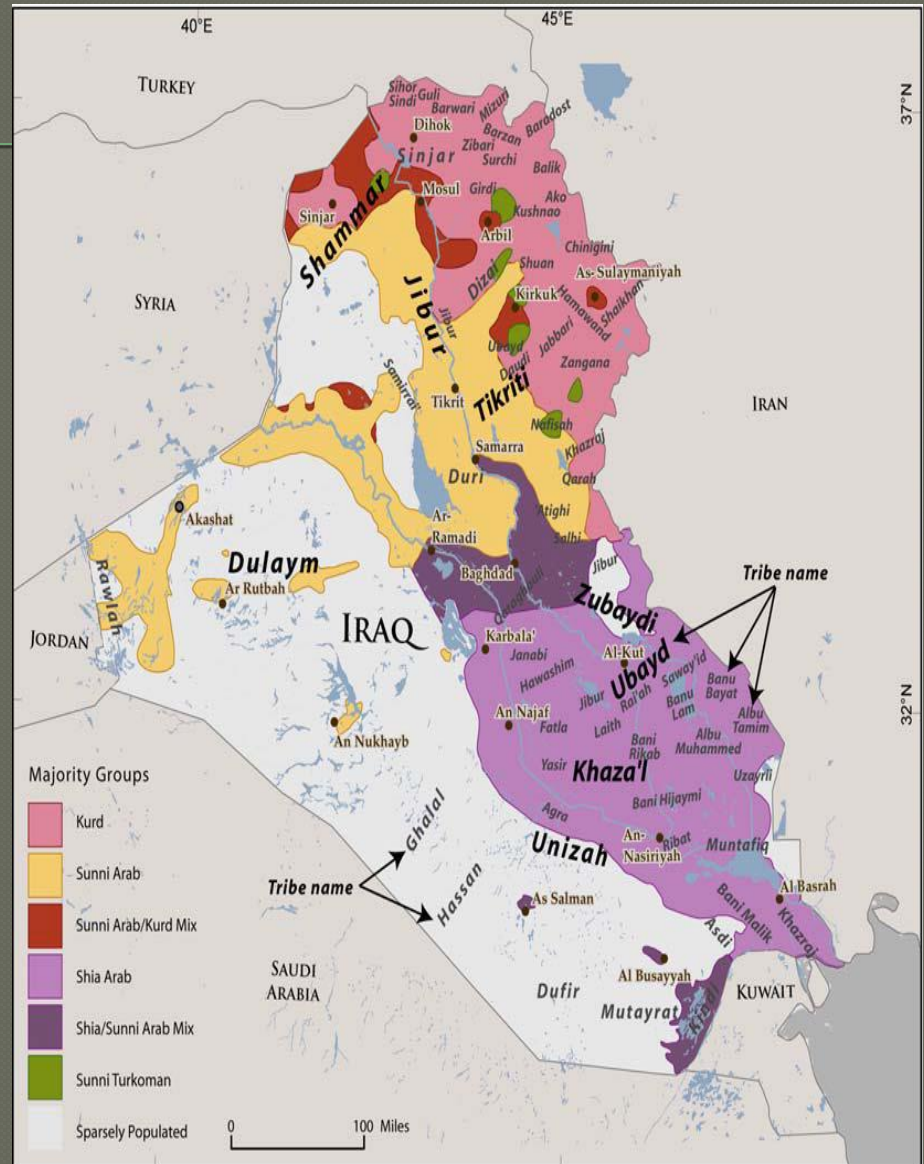 40°E
45°E
37°N
TURKEY
Sihor
Sindi
Guli
Barwari
Mizuri
Baradost
Dihok
Zibari
Barzan
Sinjar
Surchi
Balik
Girdi
Mosul
Ako
Kushnao
Sinjar
Shammar
Arbil
Chinigini
Shuan
As-Sulaymaniyah
SYRIA
Jibur
Dizai
Jibur
Kirkuk
Hamawand
Shaikhan
Ubayd
Jabbari
Daudi
Zangana
Samirral'
Tikrit
Tikriti
IRAN
Nafisah
Samarra
Khazraj
Duri
Qarah
Akashat
Atighi
Ar-
Ramadi
Salhi
Dulaym
Baghdad
Jibur
Tribe name
Rawlah
Ar Rutbah
Qaraghuli
Zubaydi
JORDAN
IRAQ
Karbala'
Al-Kut
Ubayd
Janabi
Saway'id
Banu
Bayat
Hawashim
Jibur
Rai'ah
Banu
Lam
32°N
An Najaf
Fatla
Laith
Albu
Tamim
An Nukhayb
Bani
Rikab
Albu
Muhammed
Yasir
Khaza'l
Uzayrij
Majority Groups
Kurd
Sunni Arab
Sunni Arab/Kurd Mix
Shia Arab
Shia/Sunni Arab Mix
Sunni Turkoman
Sparsely Populated
Ghalal
Agra
Bani Hijaymi
Unizah
An-
Nasiriyah
Ribat
Muntafiq
Tribe name
Hassan
As Salman
Al Basrah
Bani Malik
Khazraj
Asdi
SAUDI
ARABIA
Al Busayyah
KUWAIT
Dufir
Mutayrat
0
100 Miles